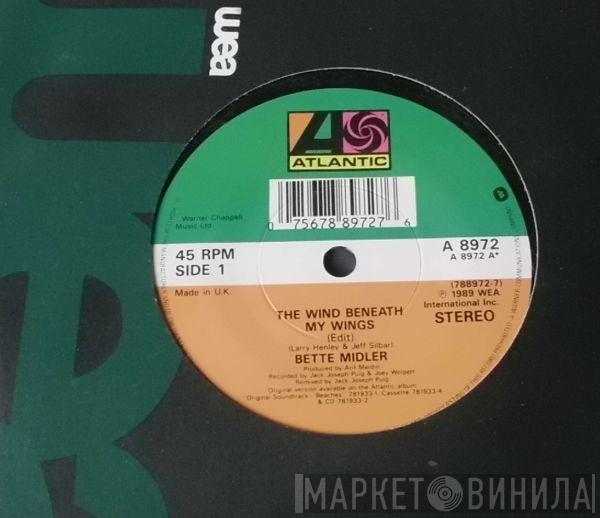 wea
ATLANTIC
Warner Chappell
Music Ltd
0 75678 89727 6
45 RPM
SIDE 1
Made in U.K.
A 8972
A 8972 A*
(788972-7)
℗ 1989 WEA
International Inc.
STEREO
THE WIND BENEATH
MY WINGS
(Edit)
(Larry Henley & Jeff Silbar)
BETTE MIDLER
Produced by Arif Mardin
Recorded by Jack Joseph Puig & Joey Wolpert
Remixed by Jack Joseph Puig
Original version available on the Atlantic album:
Original Soundtrack 'Beaches' 781933-1, Cassette 781933-4
& CD 781933-2
МАРКЕТ ВИНИЛА